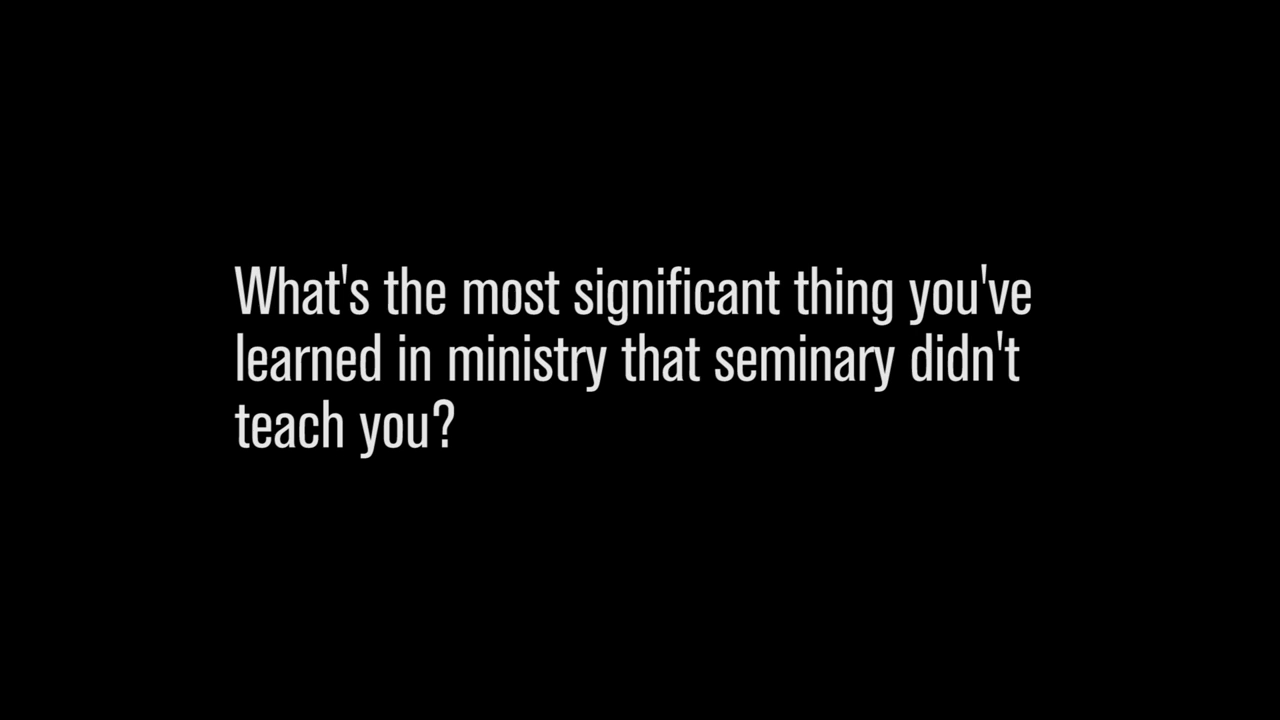 What's the most significant thing you've
learned in ministry that seminary didn't
teach you?